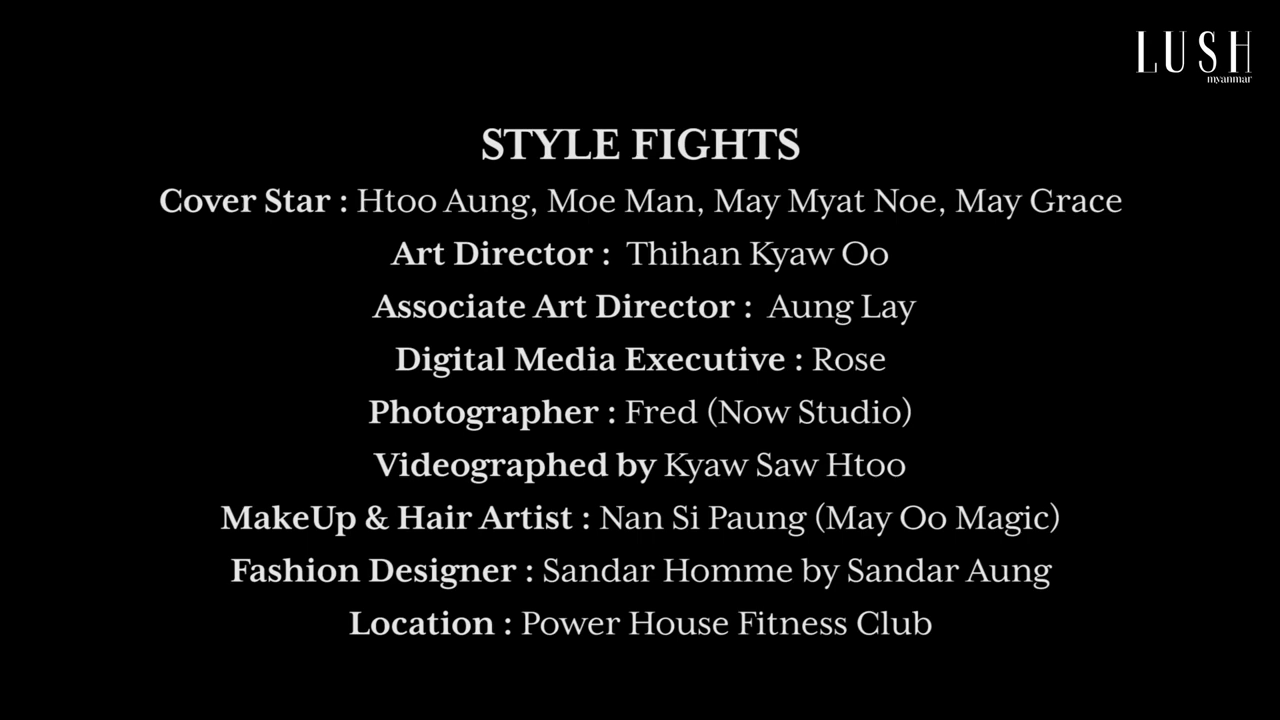 LUSH
myanmar
STYLE FIGHTS
Cover Star : Htoo Aung, Moe Man, May Myat Noe, May Grace
Art Director :  Thihan Kyaw Oo
Associate Art Director :  Aung Lay
Digital Media Executive : Rose
Photographer : Fred (Now Studio)
Videographed by Kyaw Saw Htoo
MakeUp & Hair Artist : Nan Si Paung (May Oo Magic)
Fashion Designer : Sandar Homme by Sandar Aung
Location : Power House Fitness Club